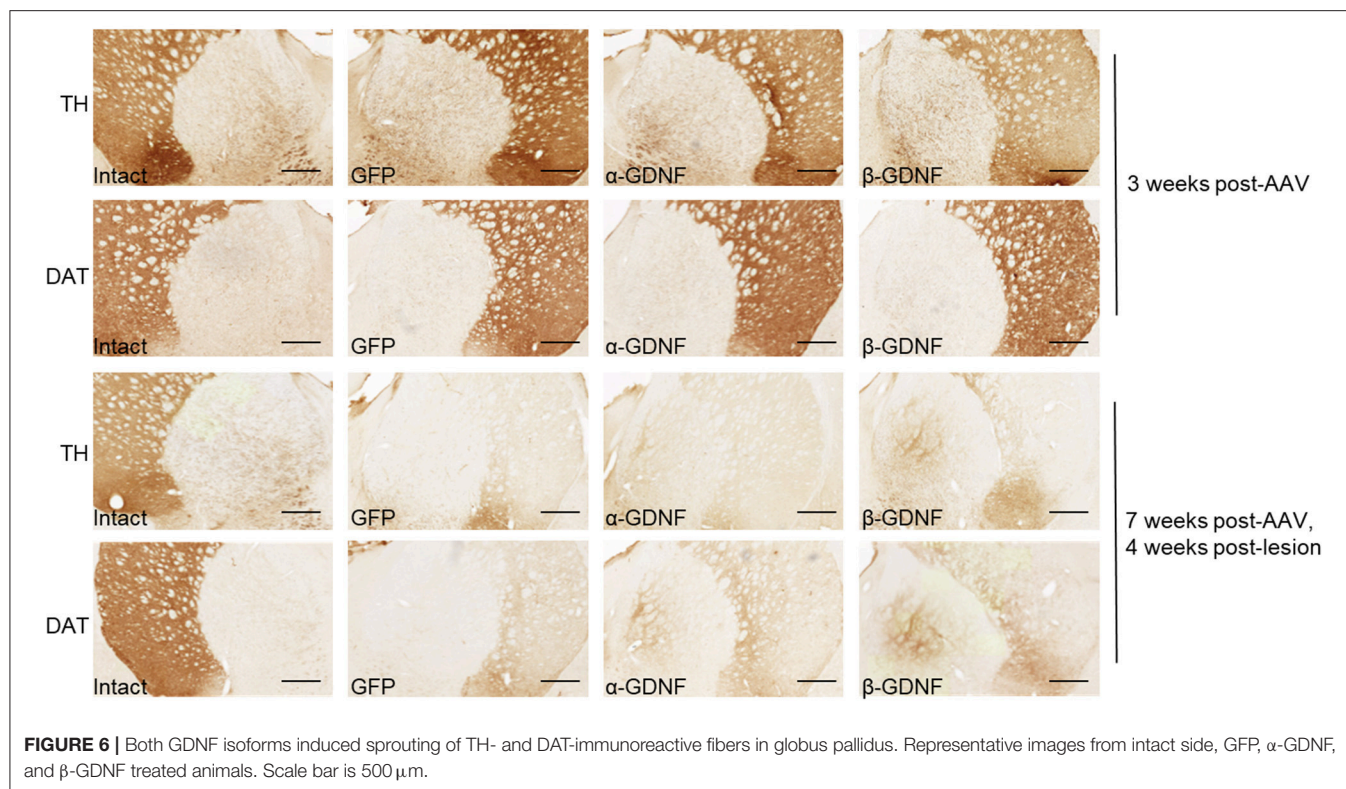 TH
Intact
GFP
α-GDNF
β-GDNF
3 weeks post-AAV
DAT
Intact
GFP
α-GDNF
β-GDNF
TH
Intact
GFP
α-GDNF
β-GDNF
7 weeks post-AAV,
4 weeks post-lesion
DAT
Intact
GFP
α-GDNF
β-GDNF
FIGURE 6 | Both GDNF isoforms induced sprouting of TH- and DAT-immunoreactive fibers in globus pallidus. Representative images from intact side, GFP, α-GDNF,
and β-GDNF treated animals. Scale bar is 500 μm.